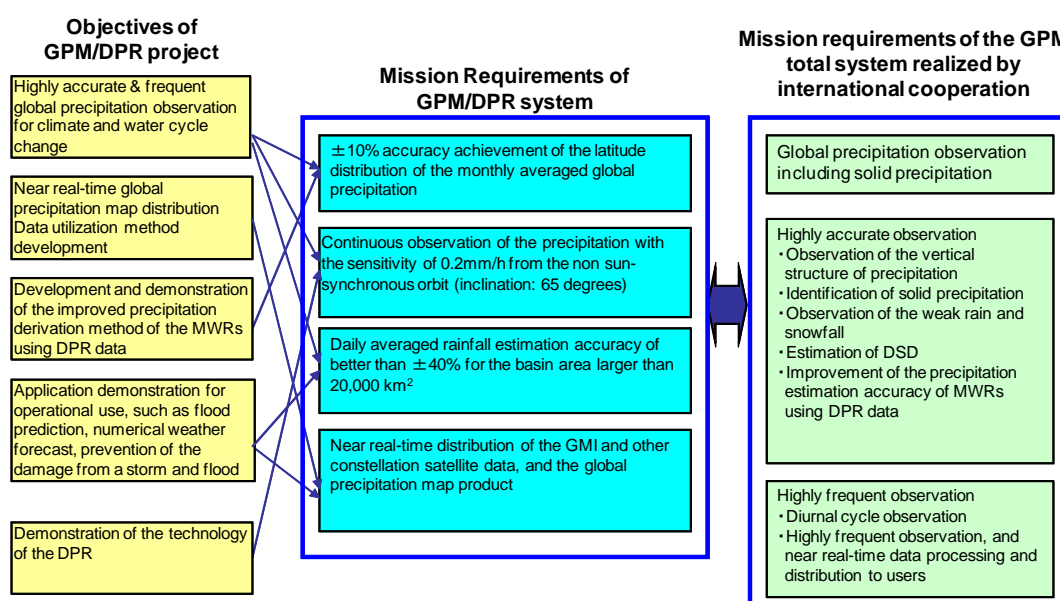 Objectives of
GPM/DPR project
Highly accurate & frequent
global precipitation observation
for climate and water cycle
change
Near real-time global
precipitation map distribution
Data utilization method
development
Development and demonstration
of the improved precipitation
derivation method of the MWRs
using DPR data
Application demonstration for
operational use, such as flood
prediction, numerical weather
forecast, prevention of the
damage from a storm and flood
Demonstration of the technology
of the DPR
Mission Requirements of
GPM/DPR system
±10% accuracy achievement of the latitude
distribution of the monthly averaged global
precipitation
Continuous observation of the precipitation with
the sensitivity of 0.2mm/h from the non sun-
synchronous orbit (inclination: 65 degrees)
Daily averaged rainfall estimation accuracy of
better than ±40% for the basin area larger than
20,000 km²
Near real-time distribution of the GMI and other
constellation satellite data, and the global
precipitation map product
Mission requirements of the GPM
total system realized by
international cooperation
Global precipitation observation
including solid precipitation
Highly accurate observation
・Observation of the vertical
structure of precipitation
・Identification of solid precipitation
・Observation of the weak rain and
snowfall
・Estimation of DSD
・Improvement of the precipitation
estimation accuracy of MWRs
using DPR data
Highly frequent observation
・Diurnal cycle observation
・Highly frequent observation, and
near real-time data processing and
distribution to users